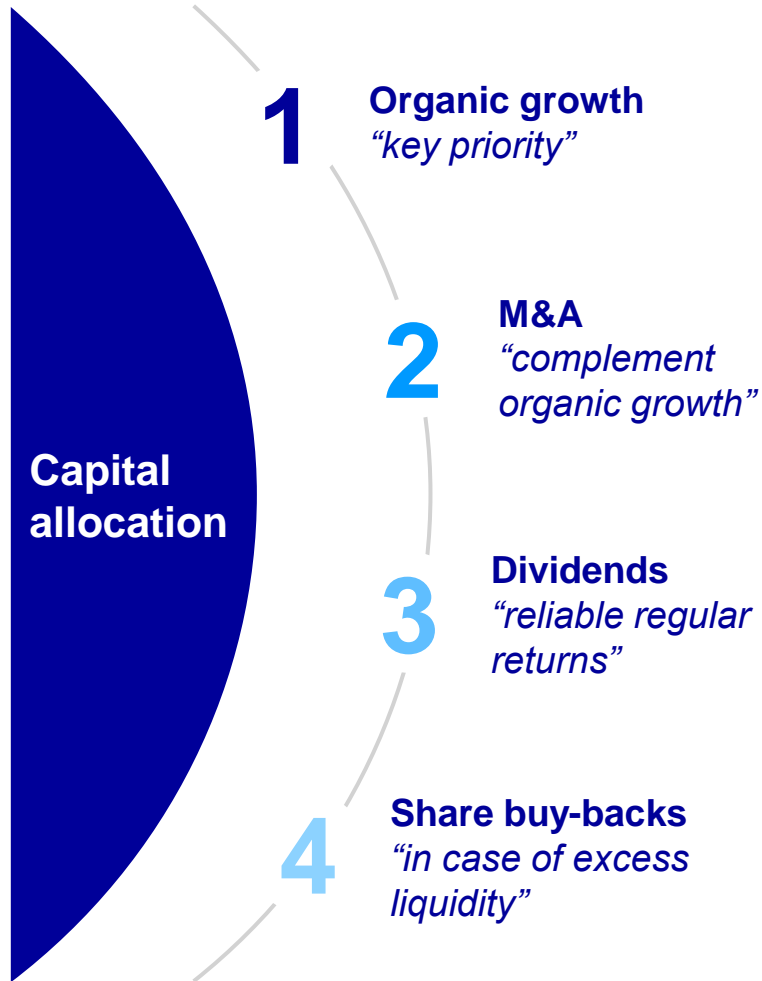 Capital
allocation
1
Organic growth
“key priority”
2
M&A
“complement
organic growth”
3
Dividends
“reliable regular
returns”
4
Share buy-backs
“in case of excess
liquidity”